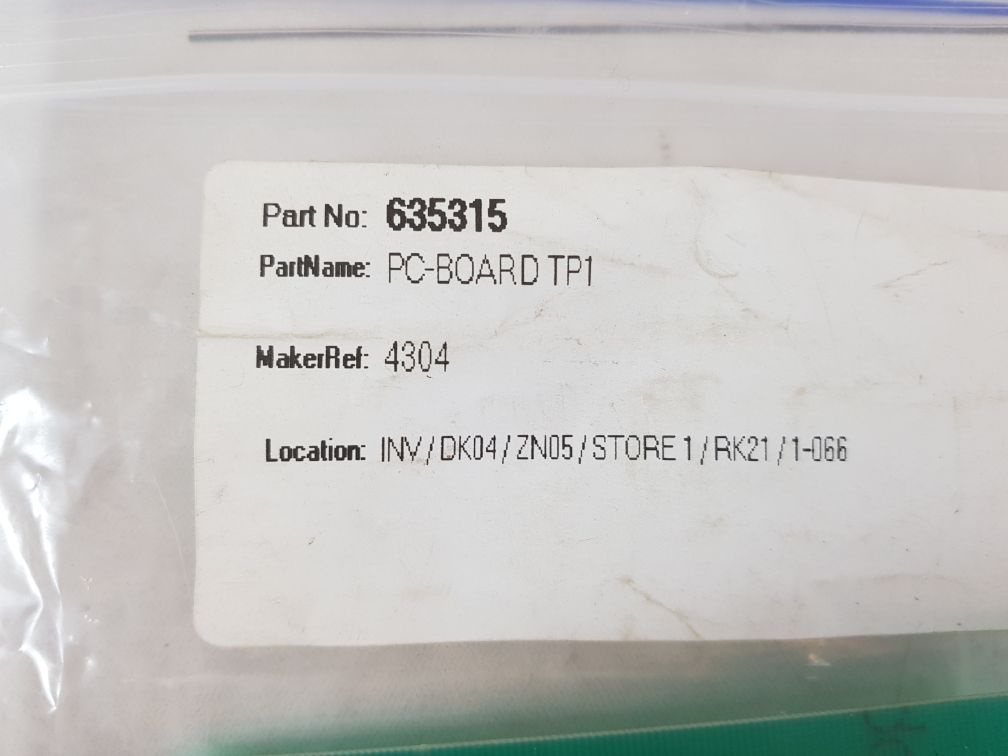 Part No: 635315
PartName: PC-BOARD TP1
MakerRef: 4304
Location: INV/DK04/ZN05/STORE 1/RK21/1-066